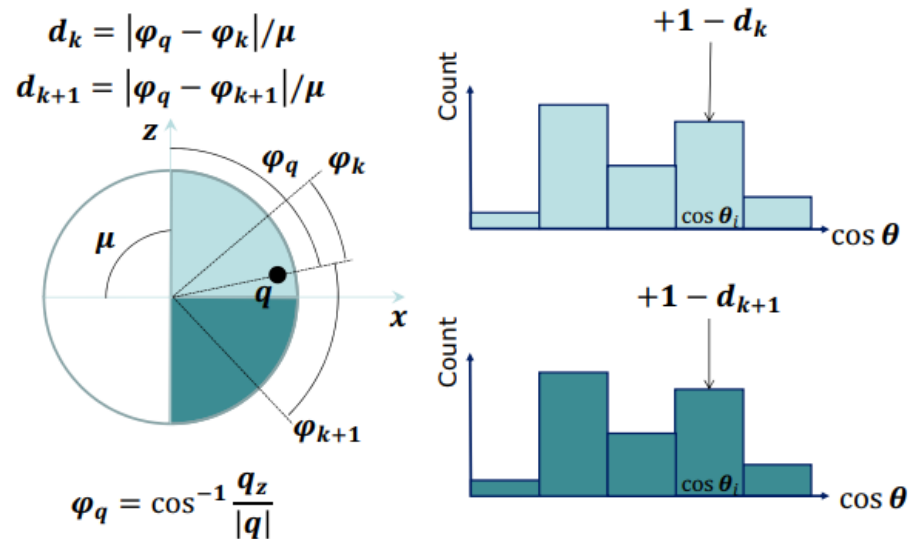 d_k = |φ_q − φ_k|/μ
d_{k+1} = |φ_q − φ_{k+1}|/μ
z
φ_q
φ_k
μ
q
x
φ_{k+1}
φ_q = cos⁻¹ q_z/|q|
+1 − d_k
Count
cos θ_i
cos θ
+1 − d_{k+1}
Count
cos θ_i
cos θ